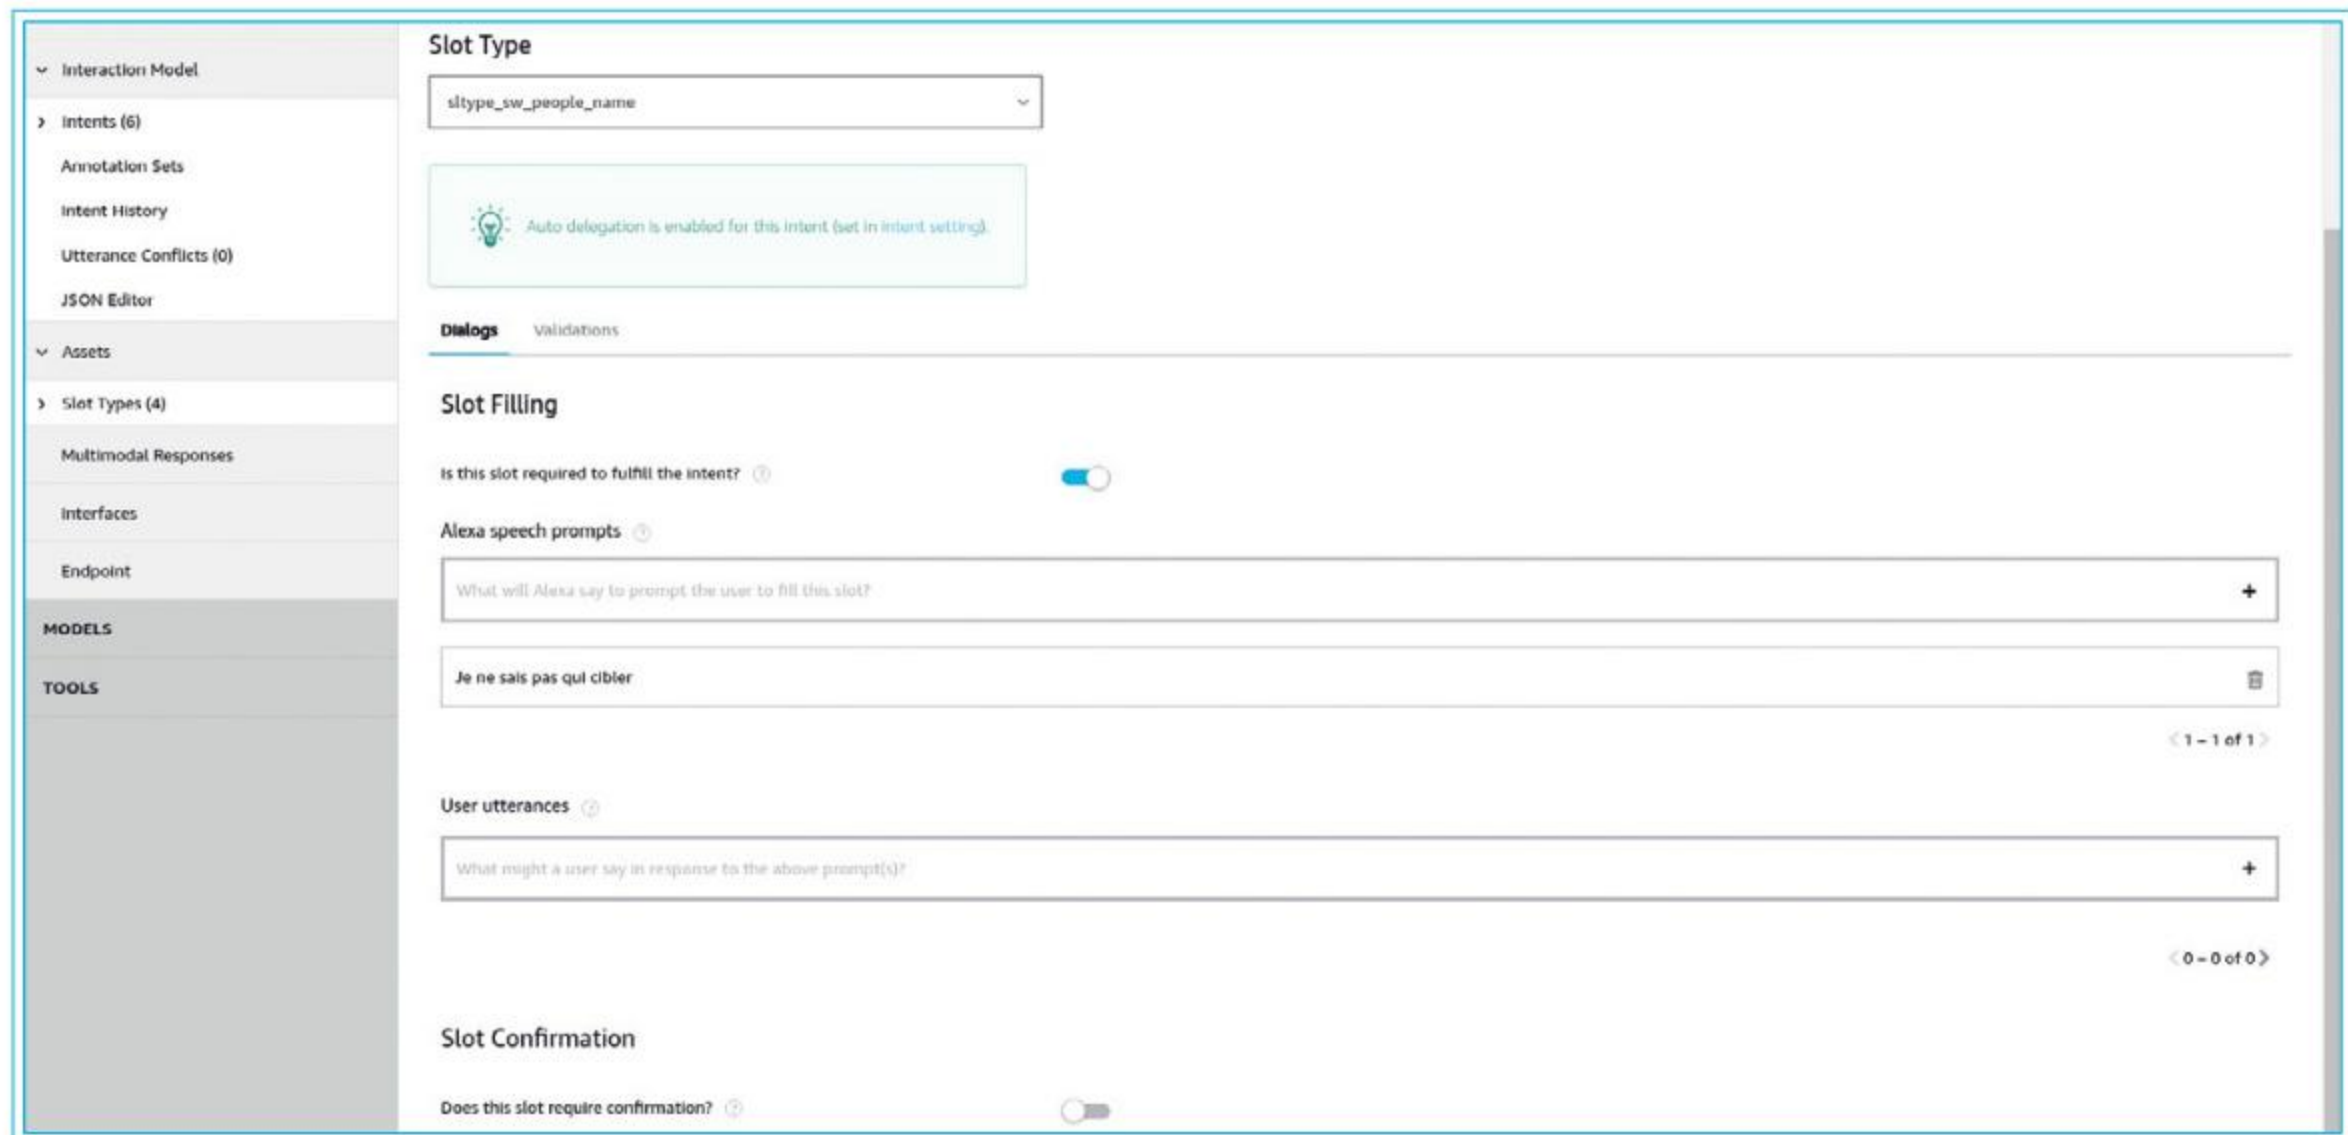 Interaction Model
Intents (6)
Annotation Sets
Intent History
Utterance Conflicts (0)
JSON Editor
Assets
Slot Types (4)
Multimodal Responses
Interfaces
Endpoint
MODELS
TOOLS
Slot Type
sltype_sw_people_name
Auto delegation is enabled for this intent (set in intent setting).
Dialogs Validations
Slot Filling
Is this slot required to fulfill the intent?
Alexa speech prompts
What will Alexa say to prompt the user to fill this slot?
Je ne sais pas qui cibler
1 – 1 of 1
User utterances
What might a user say in response to the above prompt(s)?
0 – 0 of 0
Slot Confirmation
Does this slot require confirmation?